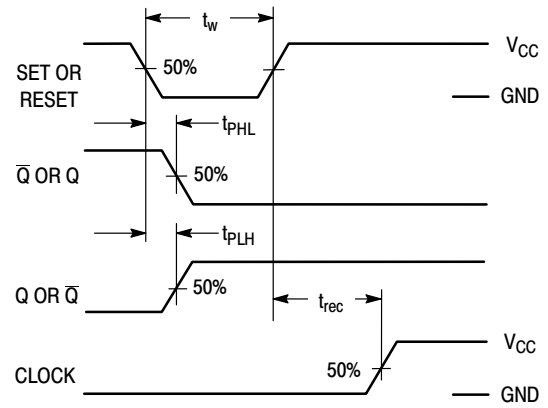 t_w
V_CC
50%
SET OR
RESET
GND
t_PHL
Q̅ OR Q
50%
t_PLH
Q OR Q̅
50%
t_rec
V_CC
50%
CLOCK
GND